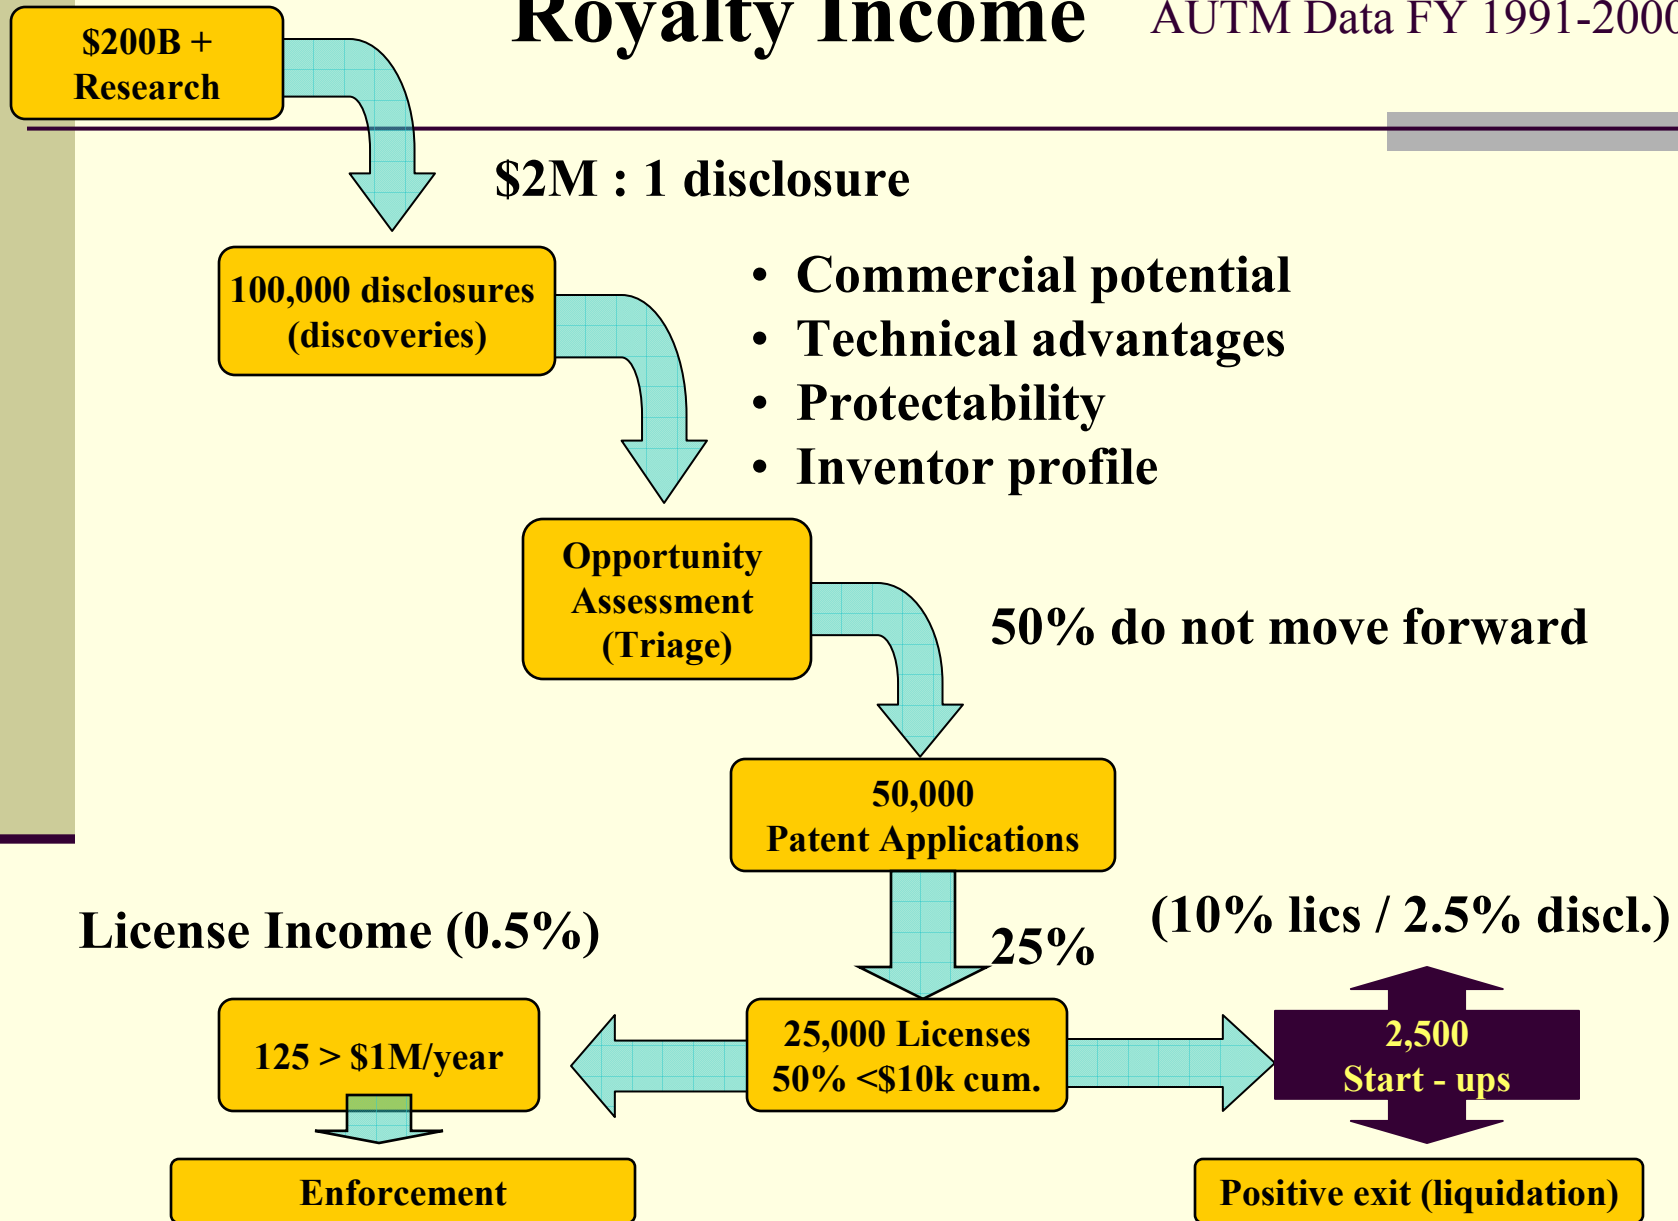 Royalty Income
AUTM Data FY 1991-2000
$200B +
Research
$2M : 1 disclosure
100,000 disclosures
(discoveries)
• Commercial potential
• Technical advantages
• Protectability
• Inventor profile
Opportunity
Assessment
(Triage)
50% do not move forward
50,000
Patent Applications
25%
(10% lics / 2.5% discl.)
License Income (0.5%)
125 > $1M/year
25,000 Licenses
50% <$10k cum.
2,500
Start - ups
Enforcement
Positive exit (liquidation)